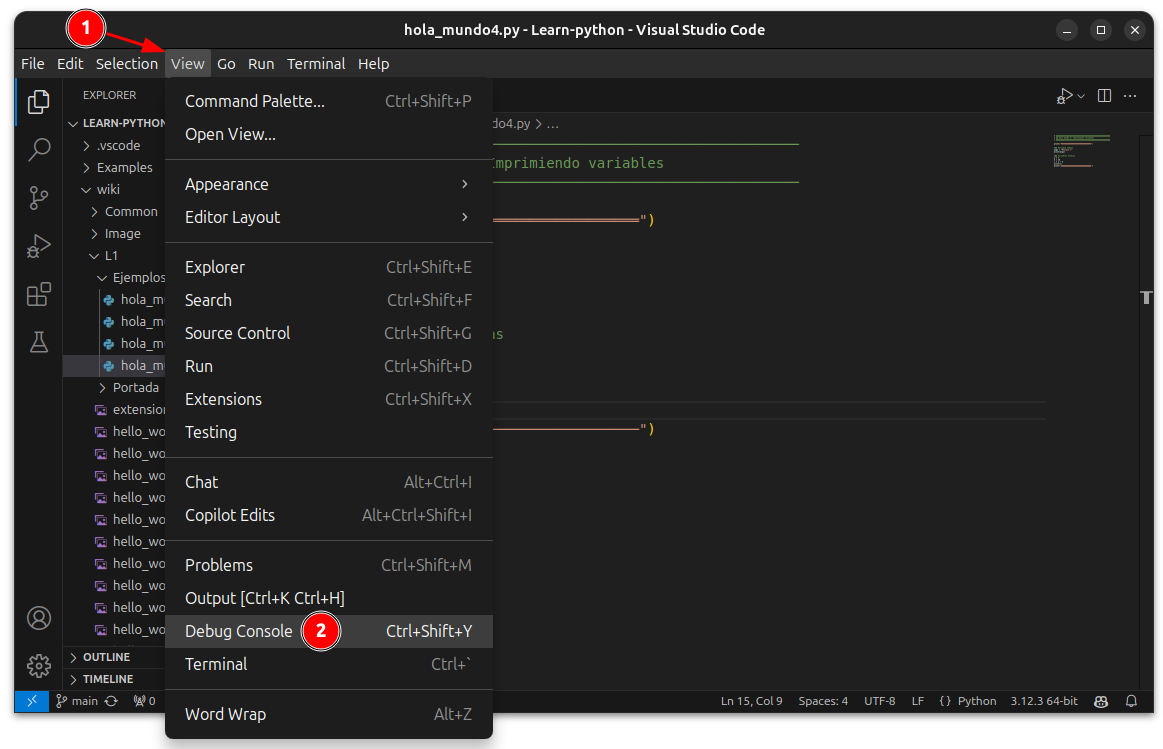 1
hola_mundo4.py - Learn-python - Visual Studio Code
File Edit Selection View Go Run Terminal Help
EXPLORER
LEARN-PYTHON
.vscode
Examples
wiki
Common
Image
L1
Ejemplos
hola_mu
hola_mu
hola_mu
hola_mu
Portada
extension
hello_wo
hello_wo
hello_wo
hello_wo
hello_wo
hello_wo
hello_wo
hello_wo
hello_wo
hello_wo
OUTLINE
TIMELINE
Command Palette... Ctrl+Shift+P
Open View...
Appearance
Editor Layout
Explorer Ctrl+Shift+E
Search Ctrl+Shift+F
Source Control Ctrl+Shift+G
Run Ctrl+Shift+D
Extensions Ctrl+Shift+X
Testing
Chat Alt+Ctrl+I
Copilot Edits Alt+Ctrl+Shift+I
Problems Ctrl+Shift+M
Output [Ctrl+K Ctrl+H]
Debug Console 2 Ctrl+Shift+Y
Terminal Ctrl+`
Word Wrap Alt+Z
do4.py > ...
Imprimiendo variables
")
as
")
main 0 Ln 15, Col 9 Spaces: 4 UTF-8 LF {} Python 3.12.3 64-bit